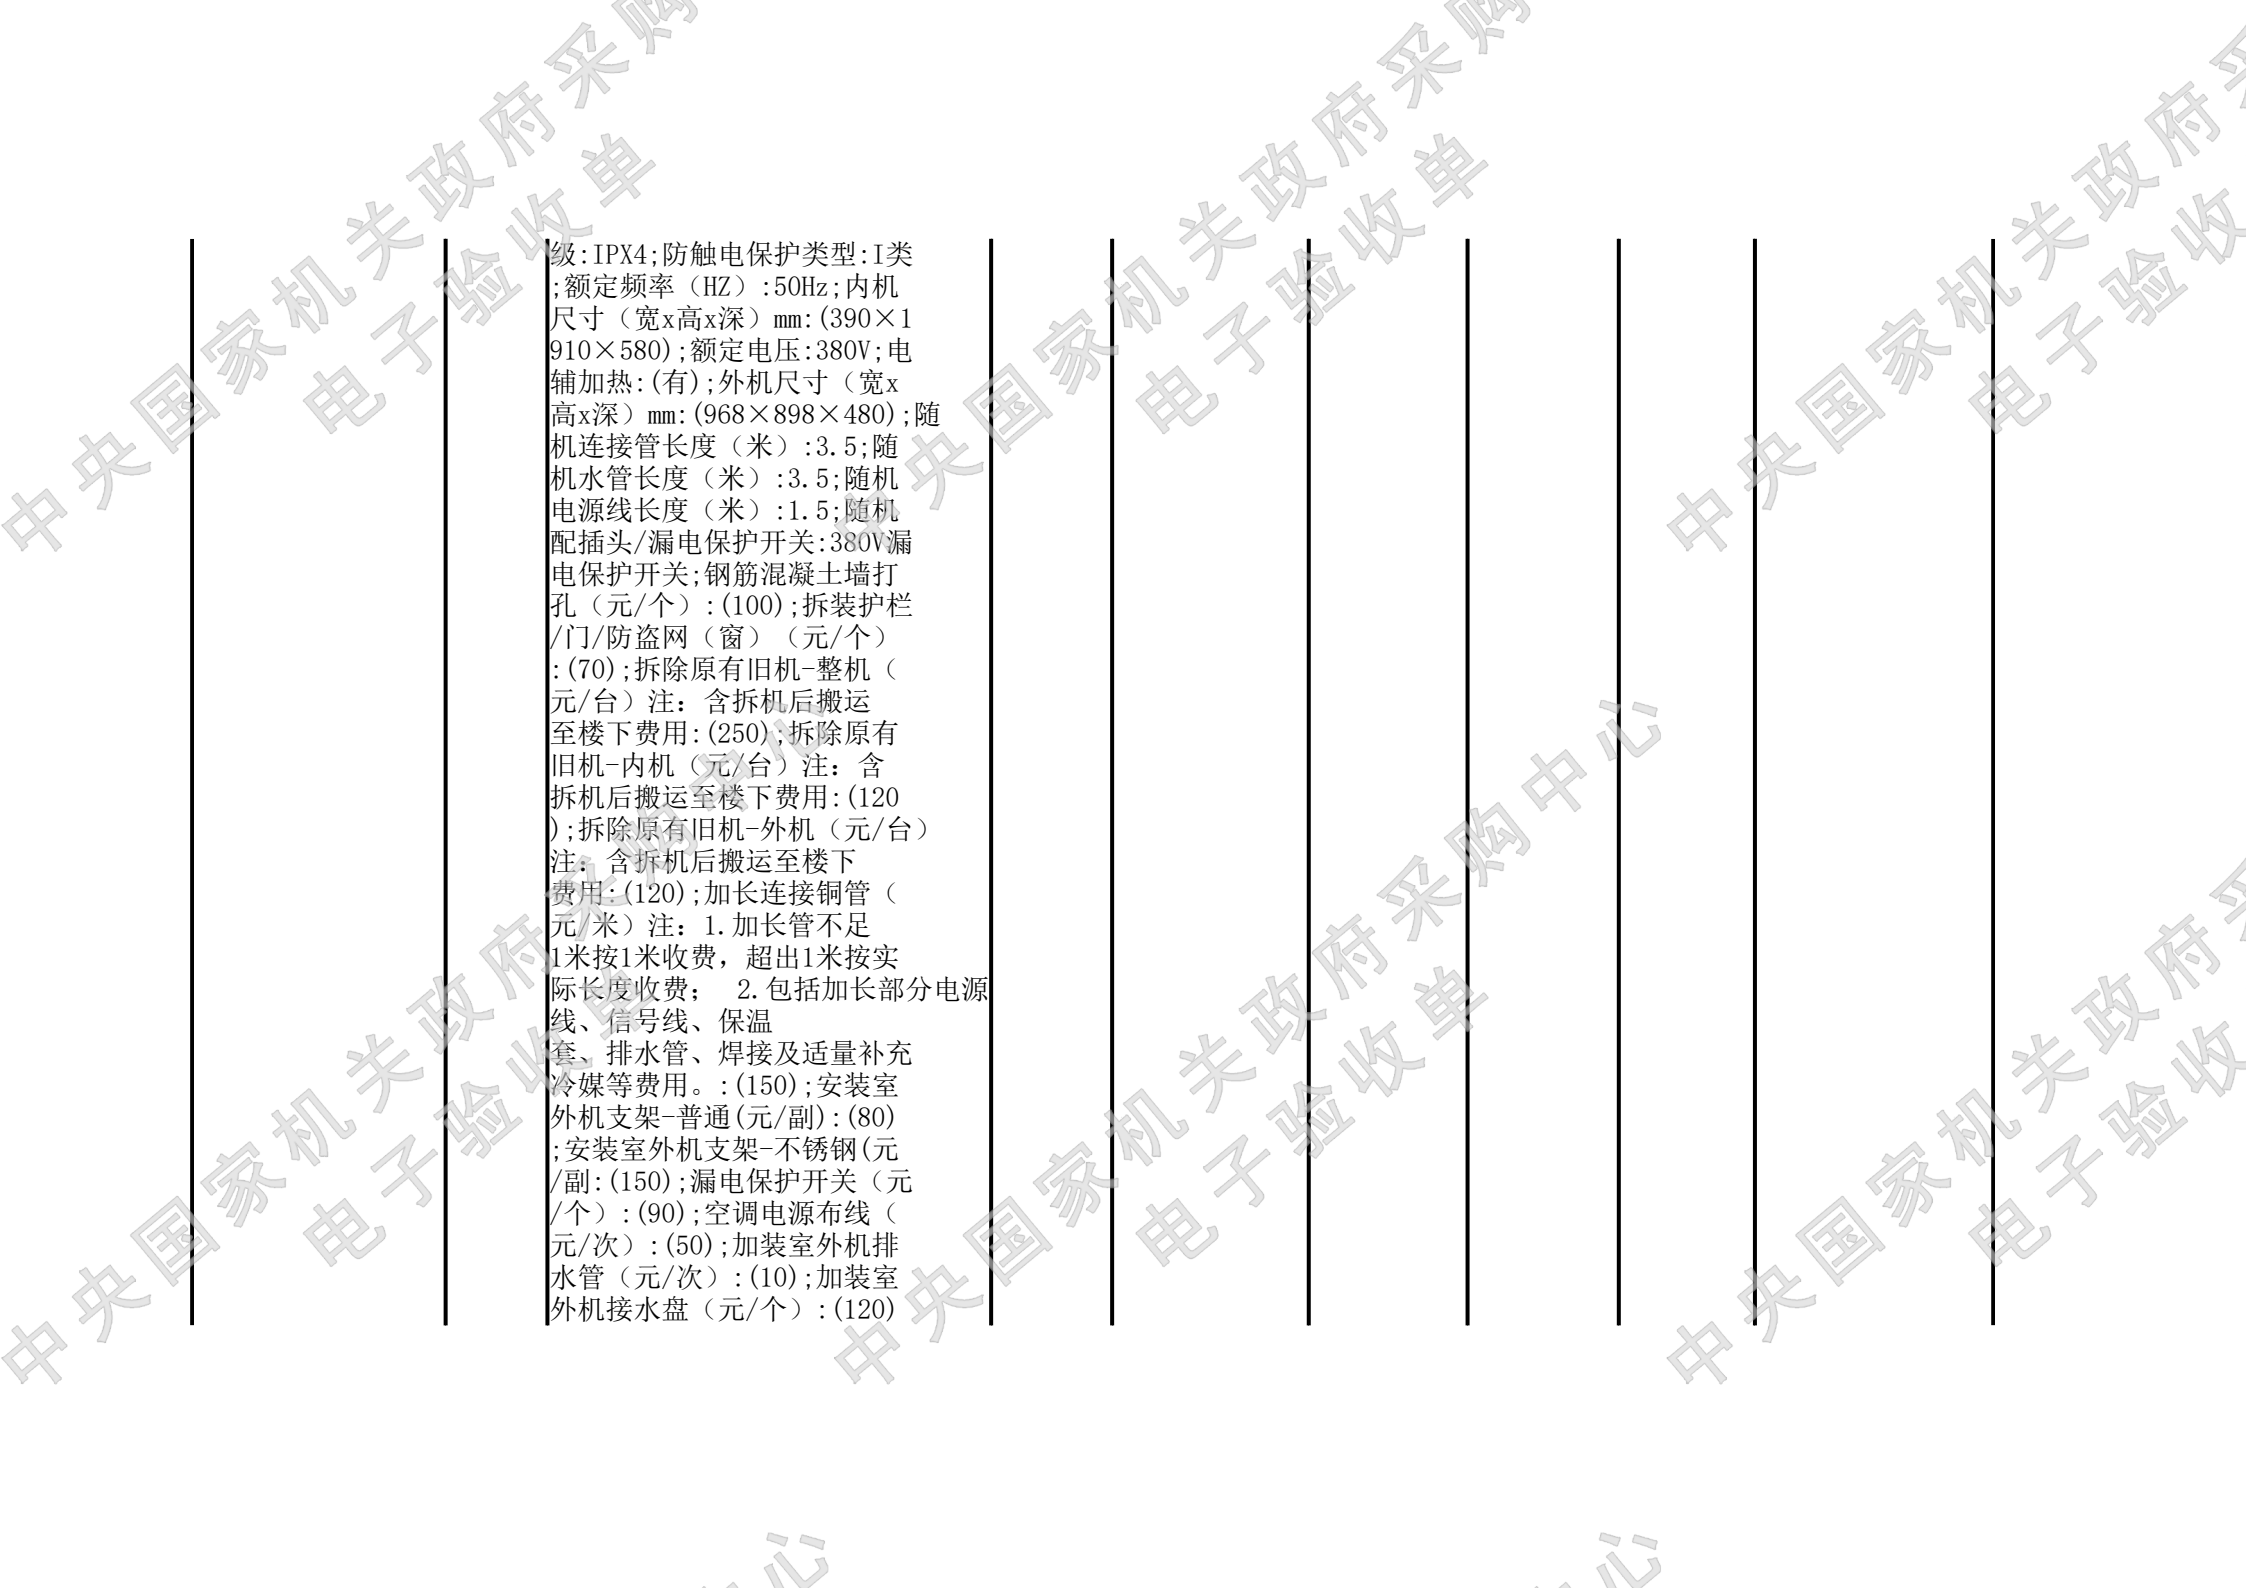 级:IPX4;防触电保护类型:I类
;额定频率（HZ）:50Hz;内机
尺寸（宽x高x深）mm:(390×1
910×580);额定电压:380V;电
辅加热:(有);外机尺寸（宽x
高x深）mm:(968×898×480);随
机连接管长度（米）:3.5;随
机水管长度（米）:3.5;随机
电源线长度（米）:1.5;随机
配插头/漏电保护开关:380V漏
电保护开关;钢筋混凝土墙打
孔（元/个）:(100);拆装护栏
/门/防盗网（窗）（元/个）
:(70);拆除原有旧机-整机（
元/台）注：含拆机后搬运
至楼下费用:(250);拆除原有
旧机-内机（元/台）注：含
拆机后搬运至楼下费用:(120
);拆除原有旧机-外机（元/台）
注：含拆机后搬运至楼下
费用:(120);加长连接铜管（
元/米）注：1.加长管不足
1米按1米收费，超出1米按实
际长度收费； 2.包括加长部分电源
线、信号线、保温
套、排水管、焊接及适量补充
冷媒等费用。:(150);安装室
外机支架-普通(元/副):(80)
;安装室外机支架-不锈钢(元
/副:(150);漏电保护开关（元
/个）:(90);空调电源布线（
元/次）:(50);加装室外机排
水管（元/次）:(10);加装室
外机接水盘（元/个）:(120)
中央国家机关政府采购中心
电子验收单